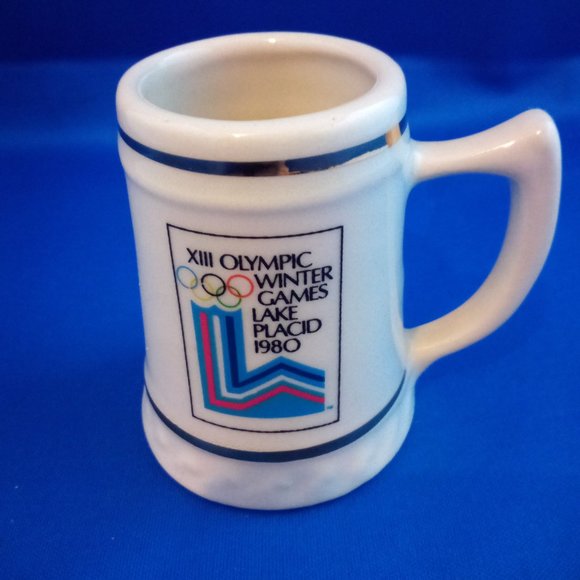 XIII OLYMPIC
WINTER
GAMES
LAKE
PLACID
1980